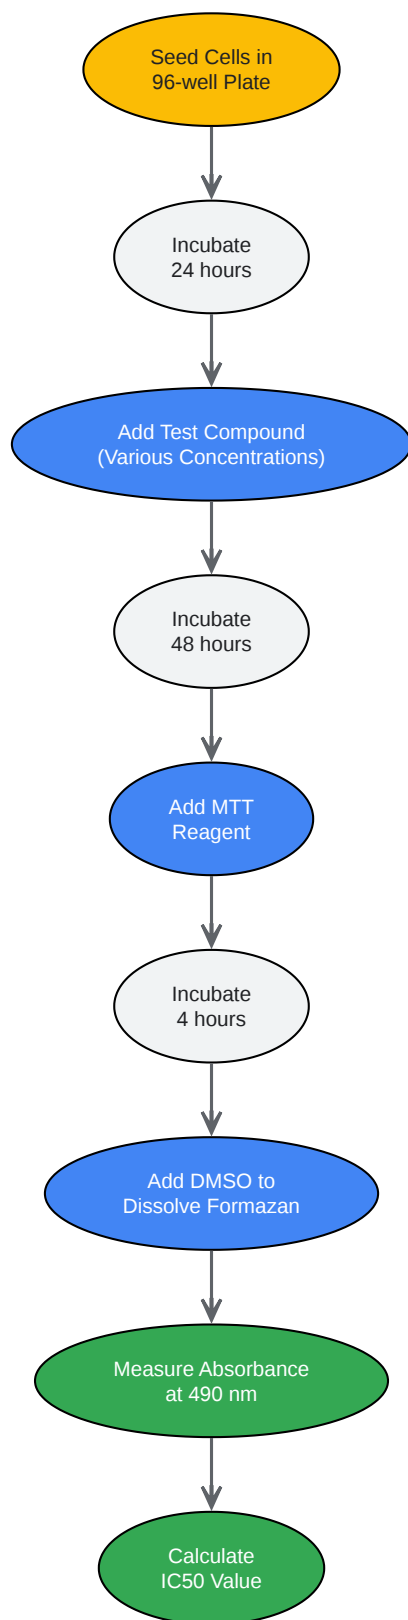 Seed Cells in
96-well Plate
Incubate
24 hours
Add Test Compound
(Various Concentrations)
Incubate
48 hours
Add MTT
Reagent
Incubate
4 hours
Add DMSO to
Dissolve Formazan
Measure Absorbance
at 490 nm
Calculate
IC50 Value